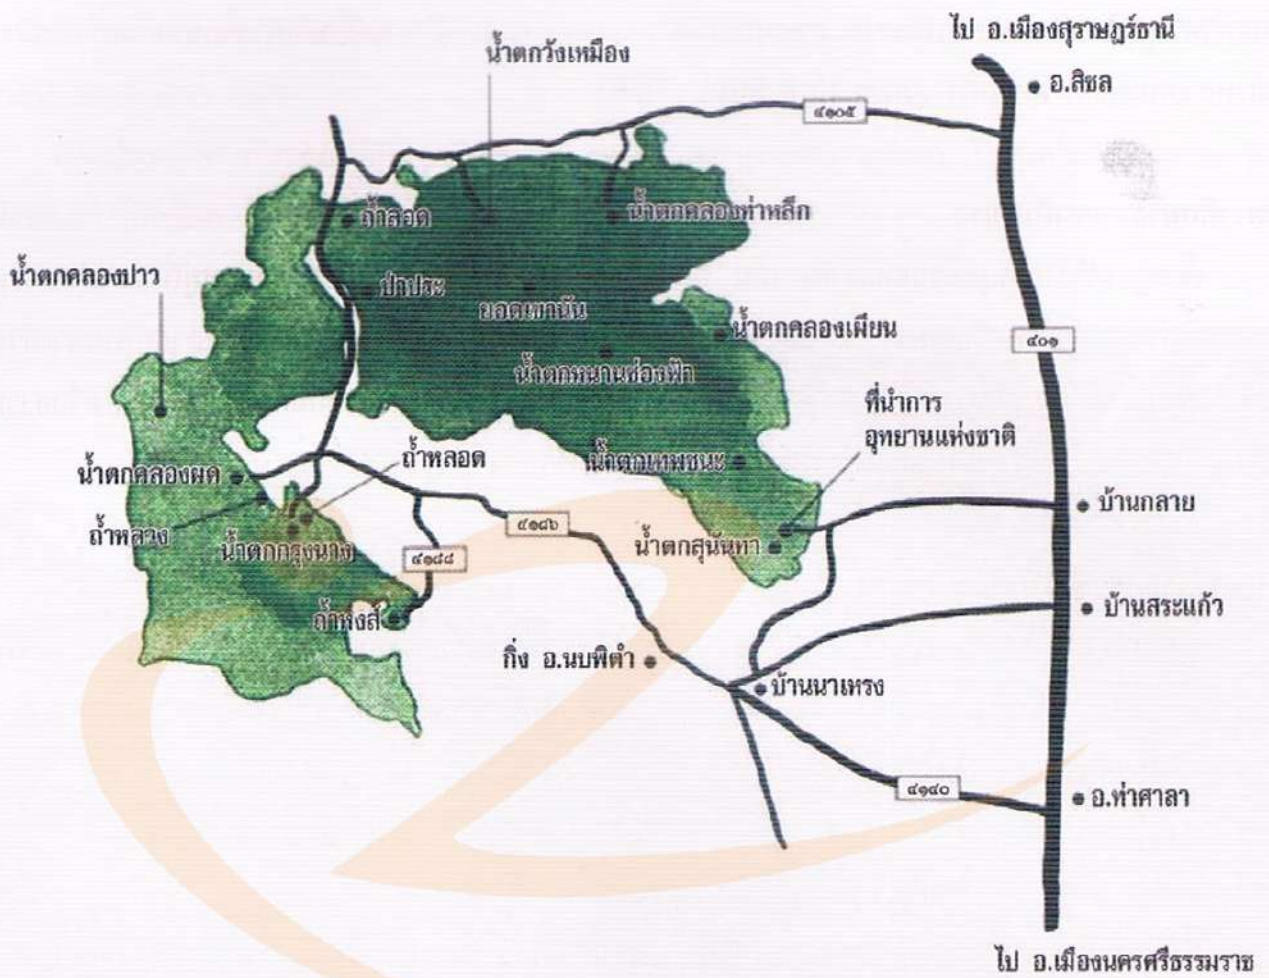 ไป อ.เมืองสุราษฎร์ธานี
น้ำตกวังเหมือง
อ.สิชล
๔๑๐๕
ถ้ำลอด
น้ำตกคลองท่าหลึก
น้ำตกคลองปาว
ป่าประ
ยอดเขานัน
น้ำตกคลองเผียน
๔๐๑
น้ำตกหนานช่องฟ้า
ที่ทำการ
อุทยานแห่งชาติ
น้ำตกคลองผด
ถ้ำหลอด
น้ำตกเทพชนะ
บ้านกลาย
ถ้ำหลวง
น้ำตกกรุงนาง
๔๑๘๖
น้ำตกสุนันทา
๔๑๘๘
ถ้ำหงส์
บ้านสระแก้ว
กิ่ง อ.นบพิตำ
บ้านนาเหรง
๔๑๔๐
อ.ท่าศาลา
ไป อ.เมืองนครศรีธรรมราช